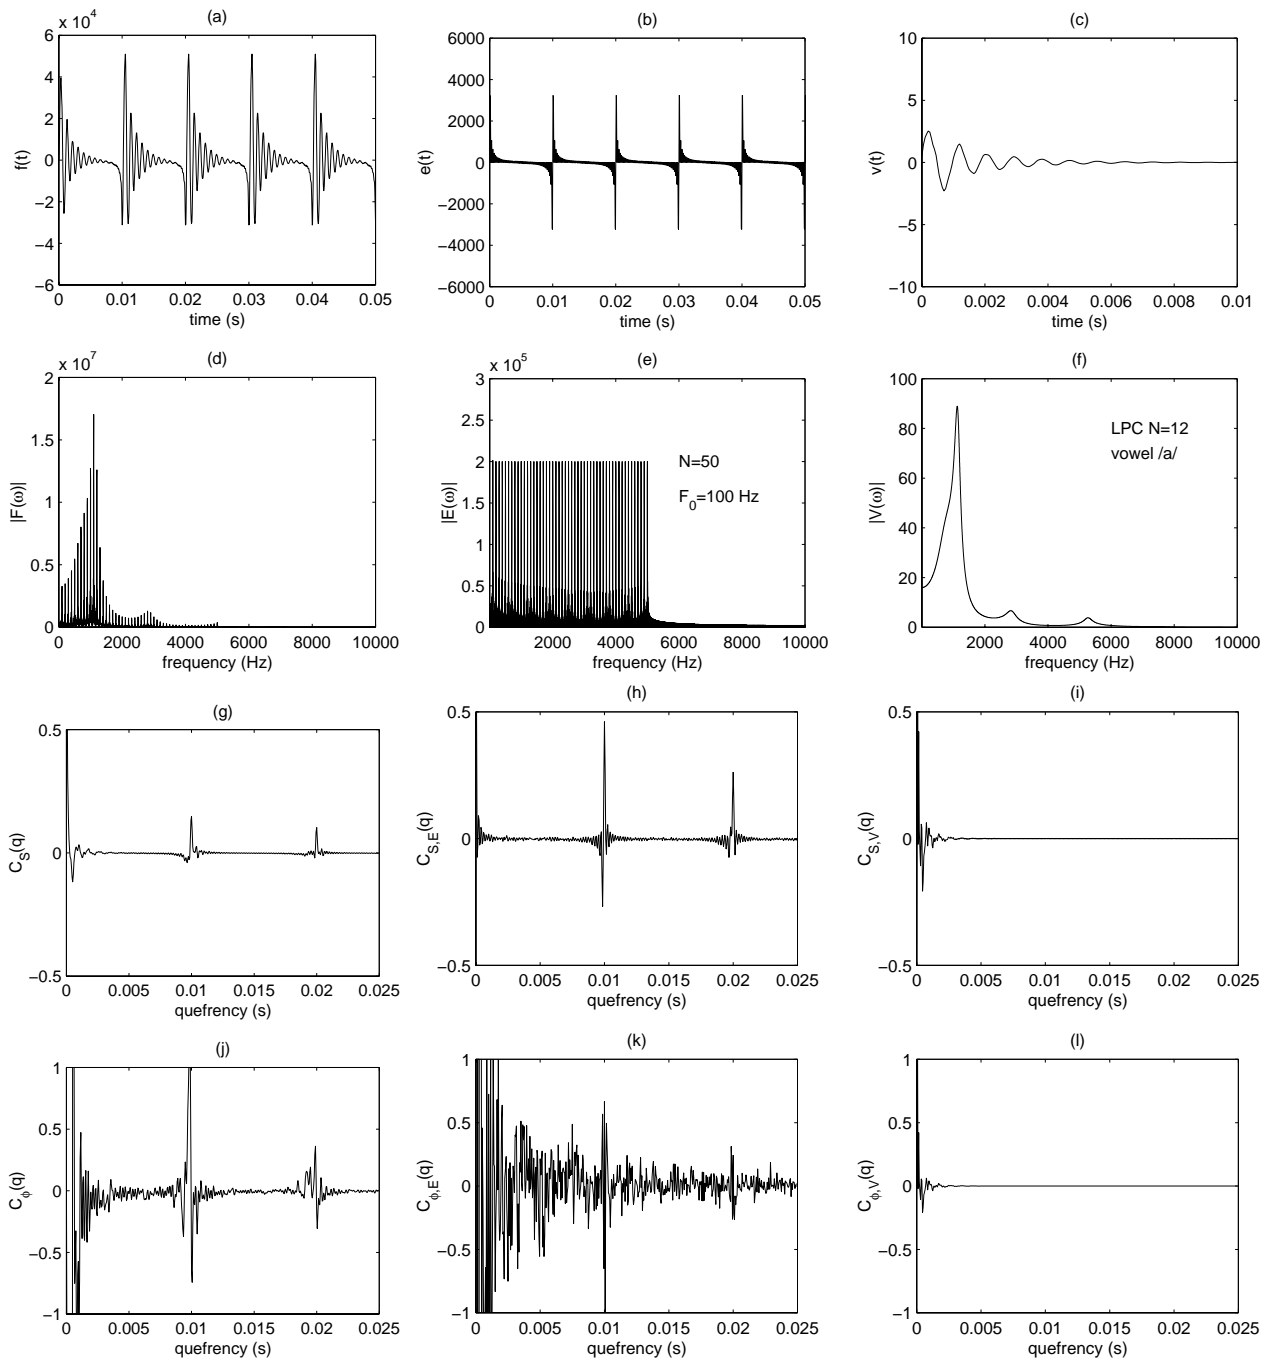 (a)
x 10^4
6
4
2
0
−2
−4
−6
f(t)
0 0.01 0.02 0.03 0.04 0.05
time (s)
(b)
6000
4000
2000
0
−2000
−4000
−6000
e(t)
0 0.01 0.02 0.03 0.04 0.05
time (s)
(c)
10
5
0
−5
−10
v(t)
0 0.002 0.004 0.006 0.008 0.01
time (s)
(d)
x 10^7
2
1.5
1
0.5
0
|F(ω)|
0 2000 4000 6000 8000 10000
frequency (Hz)
(e)
x 10^5
3
2.5
2
1.5
1
0.5
0
|E(ω)|
N=50
F_0=100 Hz
2000 4000 6000 8000 10000
frequency (Hz)
(f)
100
80
60
40
20
0
|V(ω)|
LPC N=12
vowel /a/
2000 4000 6000 8000 10000
frequency (Hz)
(g)
0.5
0
−0.5
C_S(q)
0 0.005 0.01 0.015 0.02 0.025
quefrency (s)
(h)
0.5
0
−0.5
C_S,E(q)
0 0.005 0.01 0.015 0.02 0.025
quefrency (s)
(i)
0.5
0
−0.5
C_S,V(q)
0 0.005 0.01 0.015 0.02 0.025
quefrency (s)
(j)
1
0.5
0
−0.5
−1
C_ϕ(q)
0 0.005 0.01 0.015 0.02 0.025
quefrency (s)
(k)
1
0.5
0
−0.5
−1
C_ϕ,E(q)
0 0.005 0.01 0.015 0.02 0.025
quefrency (s)
(l)
1
0.5
0
−0.5
−1
C_ϕ,V(q)
0 0.005 0.01 0.015 0.02 0.025
quefrency (s)